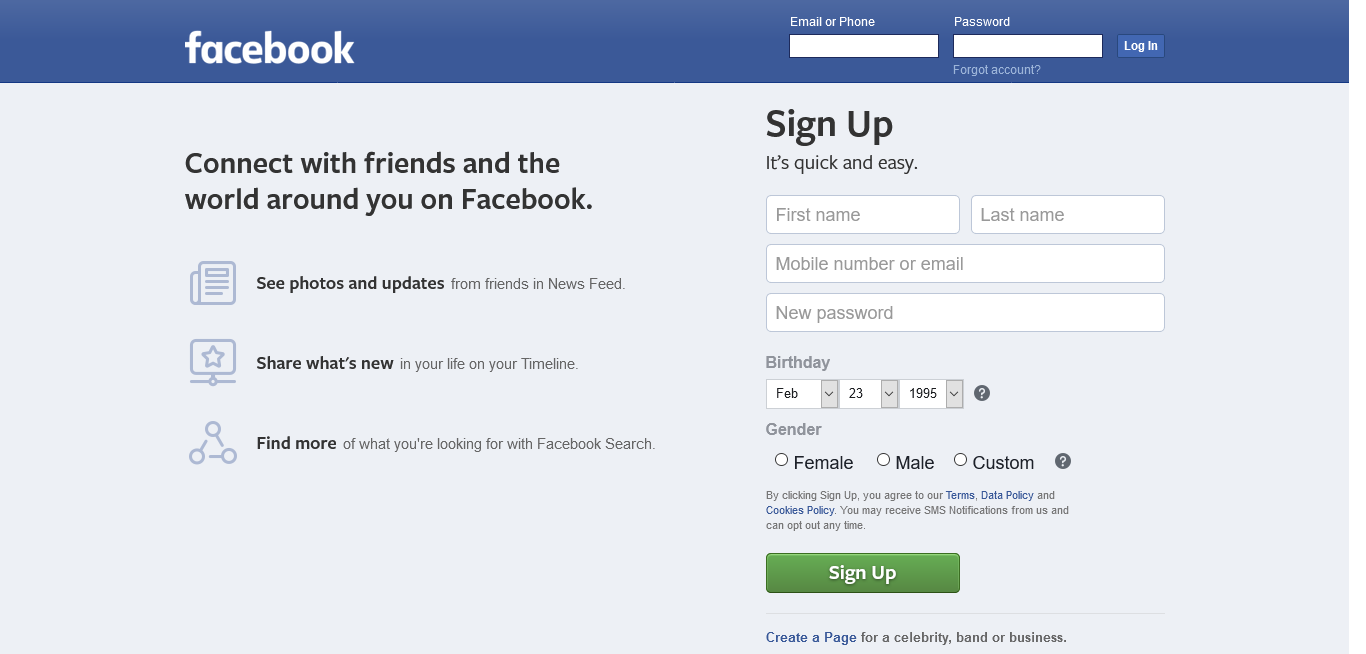 facebook
Email or Phone
Password
Log In
Forgot account?
Connect with friends and the
world around you on Facebook.
See photos and updates from friends in News Feed.
Share what's new in your life on your Timeline.
Find more of what you're looking for with Facebook Search.
Sign Up
It's quick and easy.
First name
Last name
Mobile number or email
New password
Birthday
Feb 23 1995 ?
Gender
Female Male Custom ?
By clicking Sign Up, you agree to our Terms, Data Policy and
Cookies Policy. You may receive SMS Notifications from us and
can opt out any time.
Sign Up
Create a Page for a celebrity, band or business.